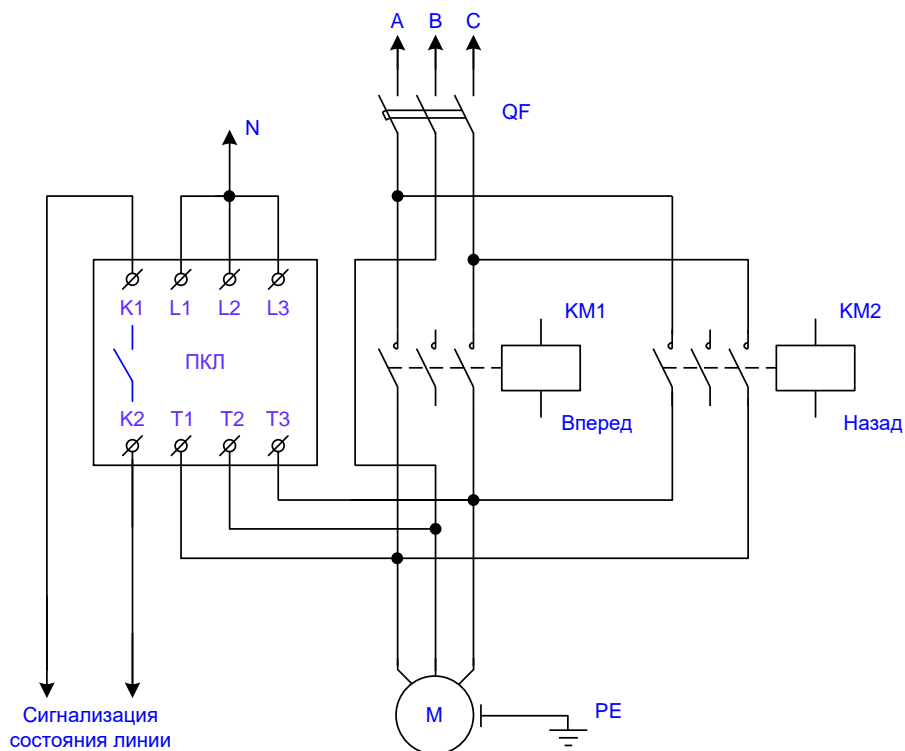 A B C
QF
N
K1 L1 L2 L3
KM1
KM2
ПКЛ
K2 T1 T2 T3
Вперед
Назад
M
PE
Сигнализация
состояния линии